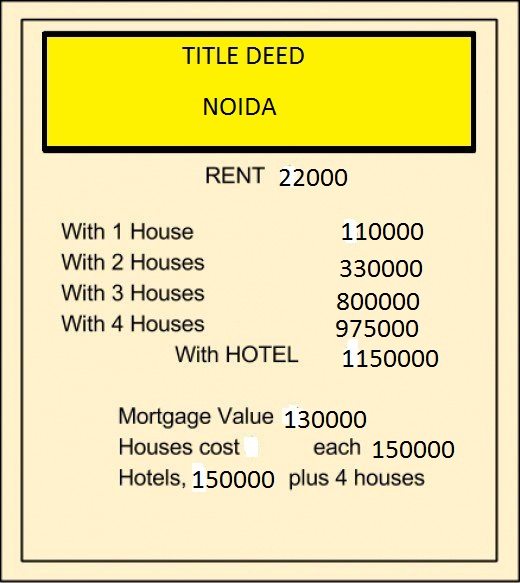 TITLE DEED
NOIDA
RENT 22000
With 1 House 110000
With 2 Houses 330000
With 3 Houses 800000
With 4 Houses 975000
With HOTEL 1150000
Mortgage Value 130000
Houses cost each 150000
Hotels, 150000 plus 4 houses